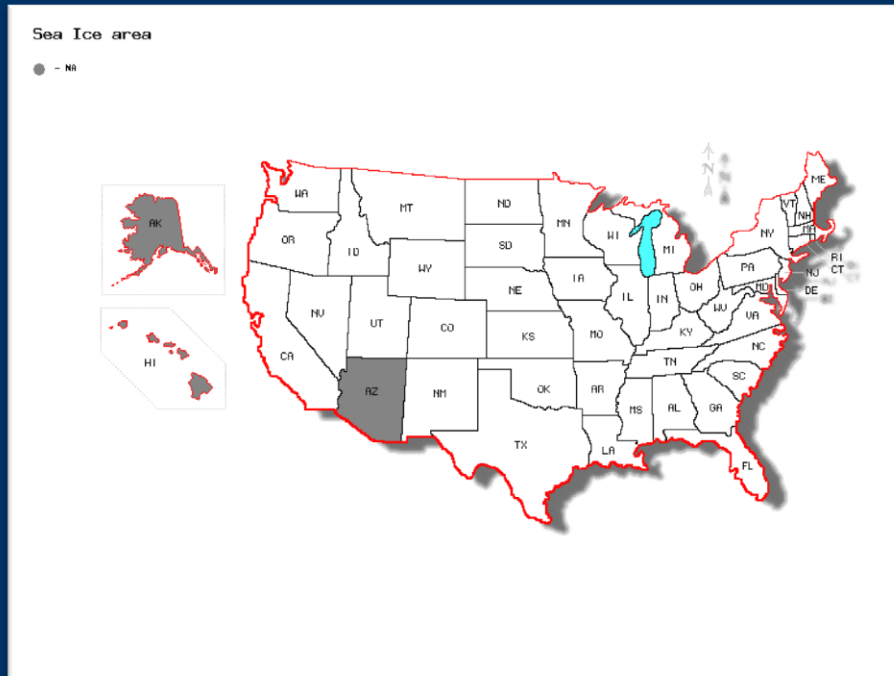 Sea Ice area
- NA
N
ME
WA
MT
ND
VT
NH
AK
MN
MA
OR
WI
NY
ID
SD
MI
RI
WY
PA
CT
IA
NJ
OH
MD
NE
DE
IL
IN
NV
WV
VA
UT
CO
KS
MO
KY
NC
CA
HI
TN
SC
AZ
NM
OK
AR
MS
AL
GA
TX
LA
FL